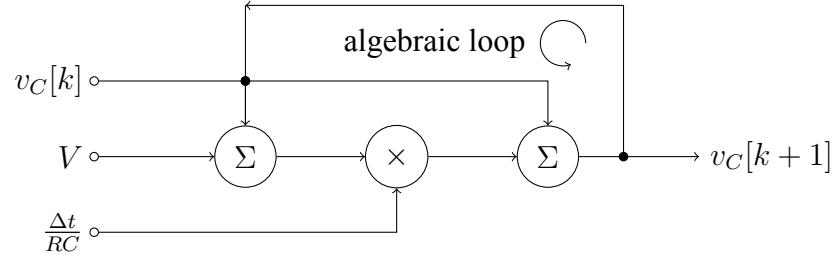 algebraic loop
v_C[k]
V
Σ
×
Σ
v_C[k + 1]
Δt
RC